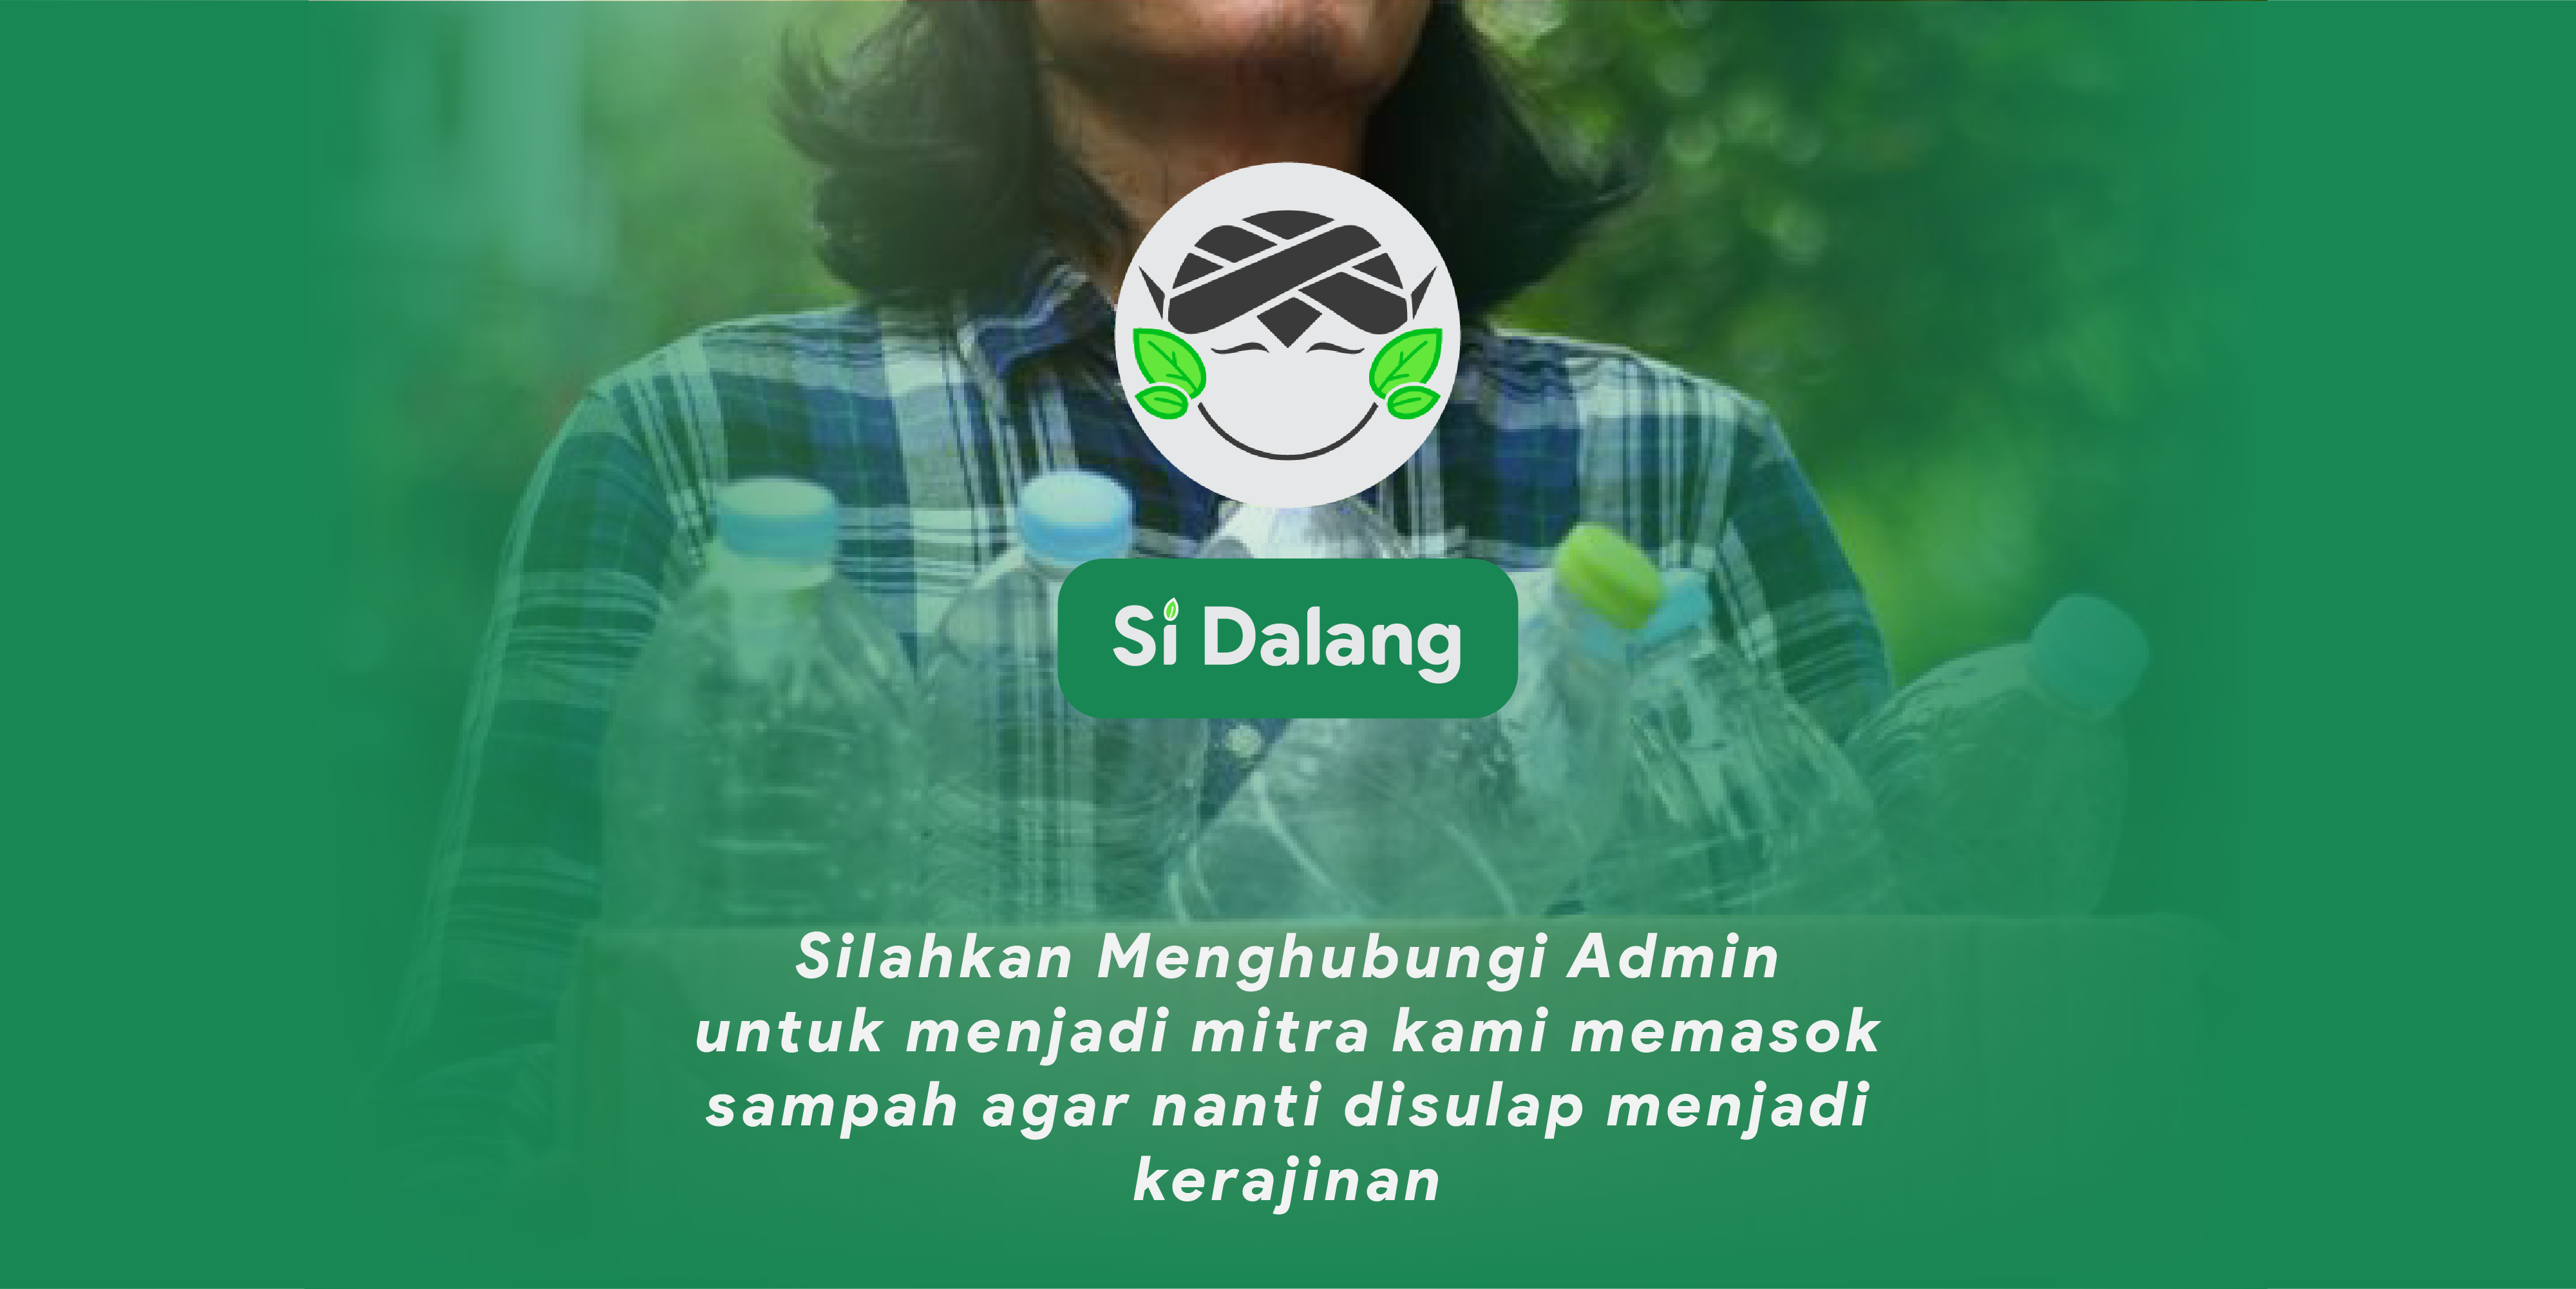 Si Dalang
Silahkan Menghubungi Admin
untuk menjadi mitra kami memasok
sampah agar nanti disulap menjadi
kerajinan